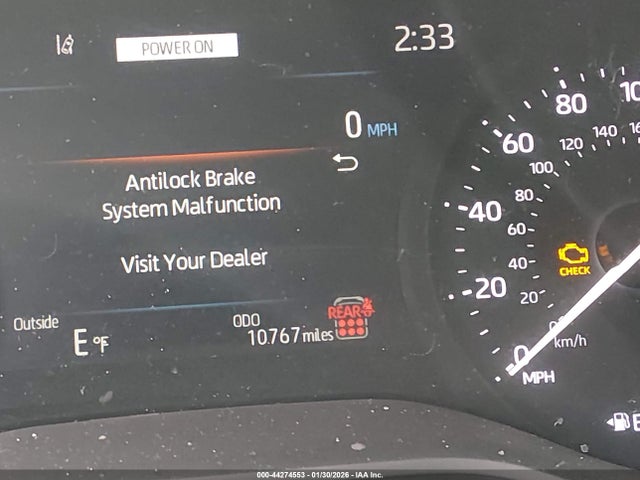 POWER ON
2:33
0 MPH
Antilock Brake
System Malfunction
Visit Your Dealer
Outside
E °F
ODO
10,767 miles
REAR
80
60
40
20
0
MPH
140
120
100
80
60
40
20
km/h
CHECK
E
000-44274553 - 01/30/2026 - IAA Inc.